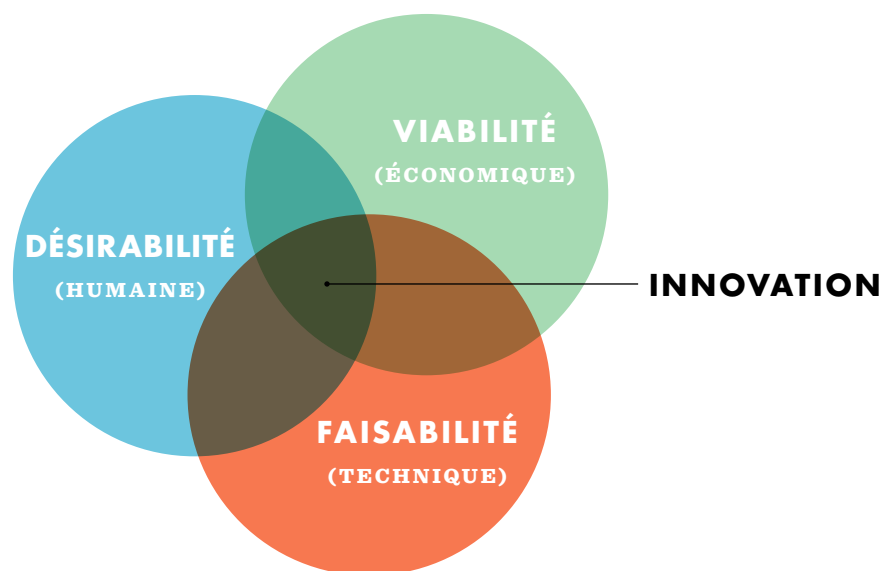 VIABILITÉ
(ÉCONOMIQUE)
DÉSIRABILITÉ
(HUMAINE)
INNOVATION
FAISABILITÉ
(TECHNIQUE)